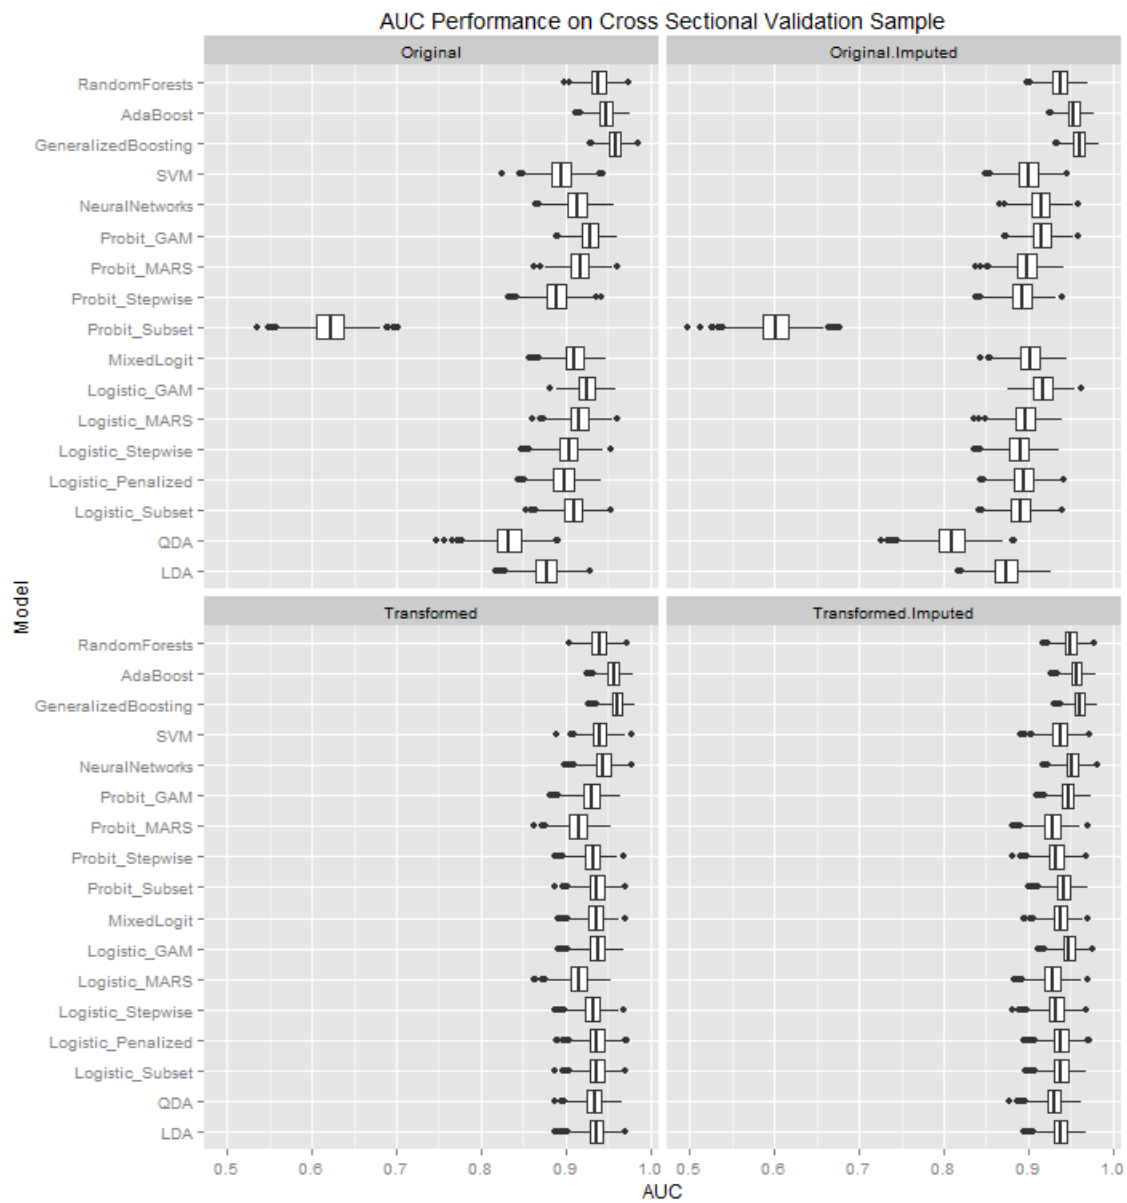 AUC Performance on Cross Sectional Validation Sample
Original
Original.Imputed
RandomForests
AdaBoost
GeneralizedBoosting
SVM
NeuralNetworks
Probit_GAM
Probit_MARS
Probit_Stepwise
Probit_Subset
MixedLogit
Logistic_GAM
Logistic_MARS
Logistic_Stepwise
Logistic_Penalized
Logistic_Subset
QDA
LDA
Model
Transformed
Transformed.Imputed
RandomForests
AdaBoost
GeneralizedBoosting
SVM
NeuralNetworks
Probit_GAM
Probit_MARS
Probit_Stepwise
Probit_Subset
MixedLogit
Logistic_GAM
Logistic_MARS
Logistic_Stepwise
Logistic_Penalized
Logistic_Subset
QDA
LDA
0.5 0.6 0.7 0.8 0.9 1.0 0.5 0.6 0.7 0.8 0.9 1.0
AUC